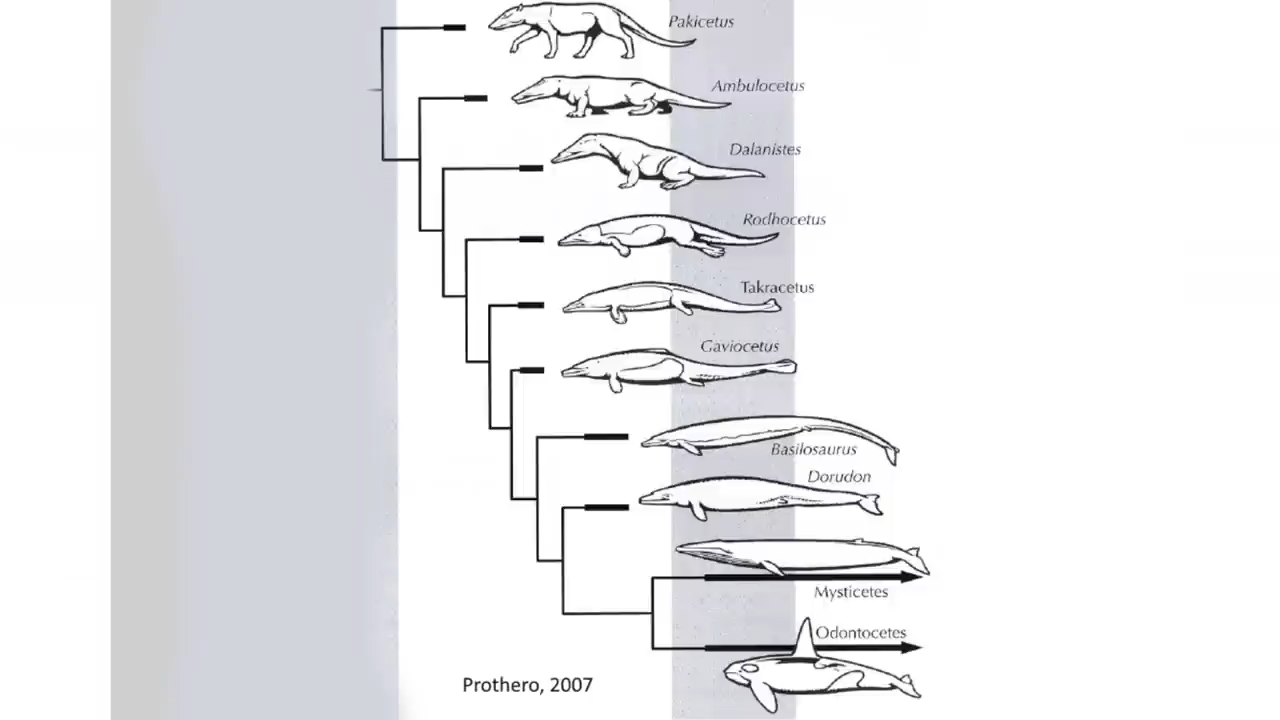 Pakicetus
Ambulocetus
Dalanistes
Rodhocetus
Takracetus
Gaviocetus
Basilosaurus
Dorudon
Mysticetes
Odontocetes
Prothero, 2007